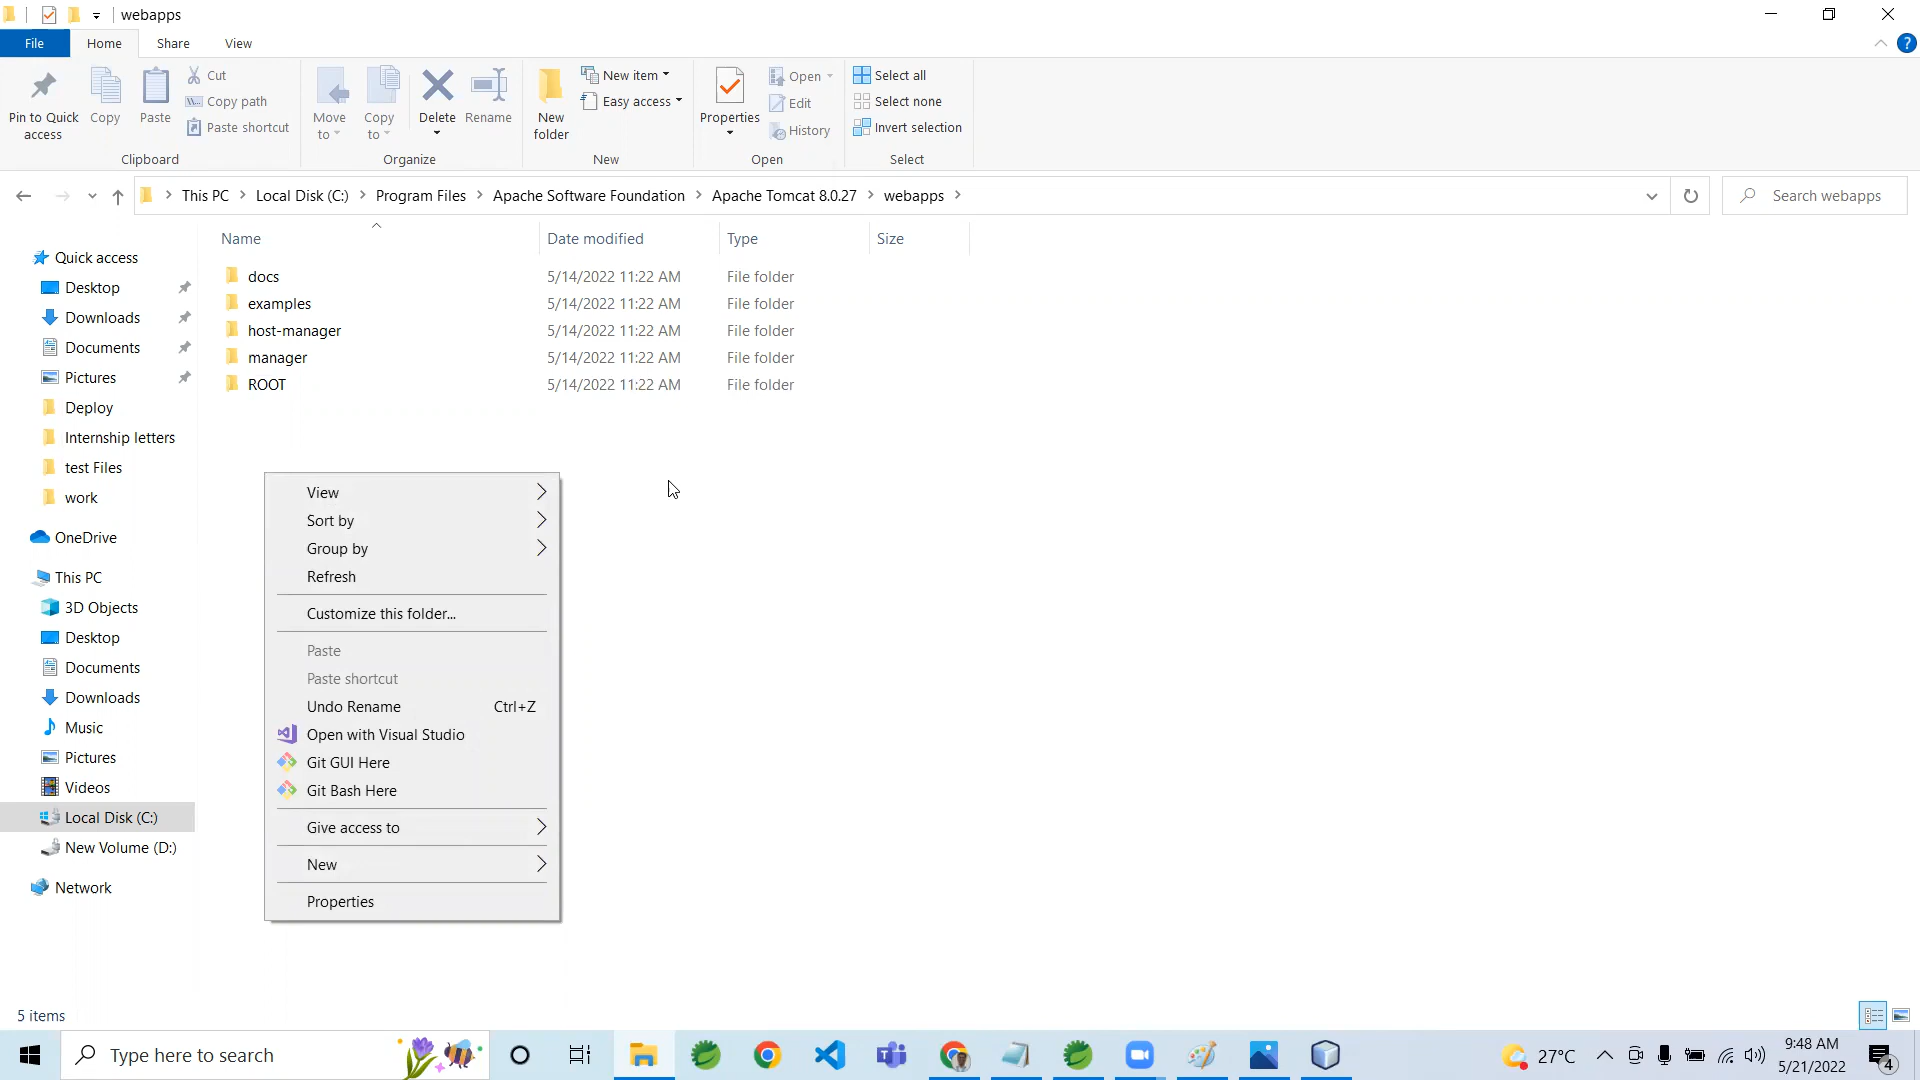 webapps
File Home Share View
Pin to Quick access
Copy
Paste
Cut
Copy path
Paste shortcut
Clipboard
Move to
Copy to
Delete
Rename
Organize
New folder
New item
Easy access
New
Properties
Open
Edit
History
Open
Select all
Select none
Invert selection
Select
This PC Local Disk (C:) Program Files Apache Software Foundation Apache Tomcat 8.0.27 webapps
Search webapps
Name Date modified Type Size
docs 5/14/2022 11:22 AM File folder
examples 5/14/2022 11:22 AM File folder
host-manager 5/14/2022 11:22 AM File folder
manager 5/14/2022 11:22 AM File folder
ROOT 5/14/2022 11:22 AM File folder
Quick access
Desktop
Downloads
Documents
Pictures
Deploy
Internship letters
test Files
work
OneDrive
This PC
3D Objects
Desktop
Documents
Downloads
Music
Pictures
Videos
Local Disk (C:)
New Volume (D:)
Network
View
Sort by
Group by
Refresh
Customize this folder...
Paste
Paste shortcut
Undo Rename Ctrl+Z
Open with Visual Studio
Git GUI Here
Git Bash Here
Give access to
New
Properties
5 items
Type here to search
27°C
9:48 AM
5/21/2022
4